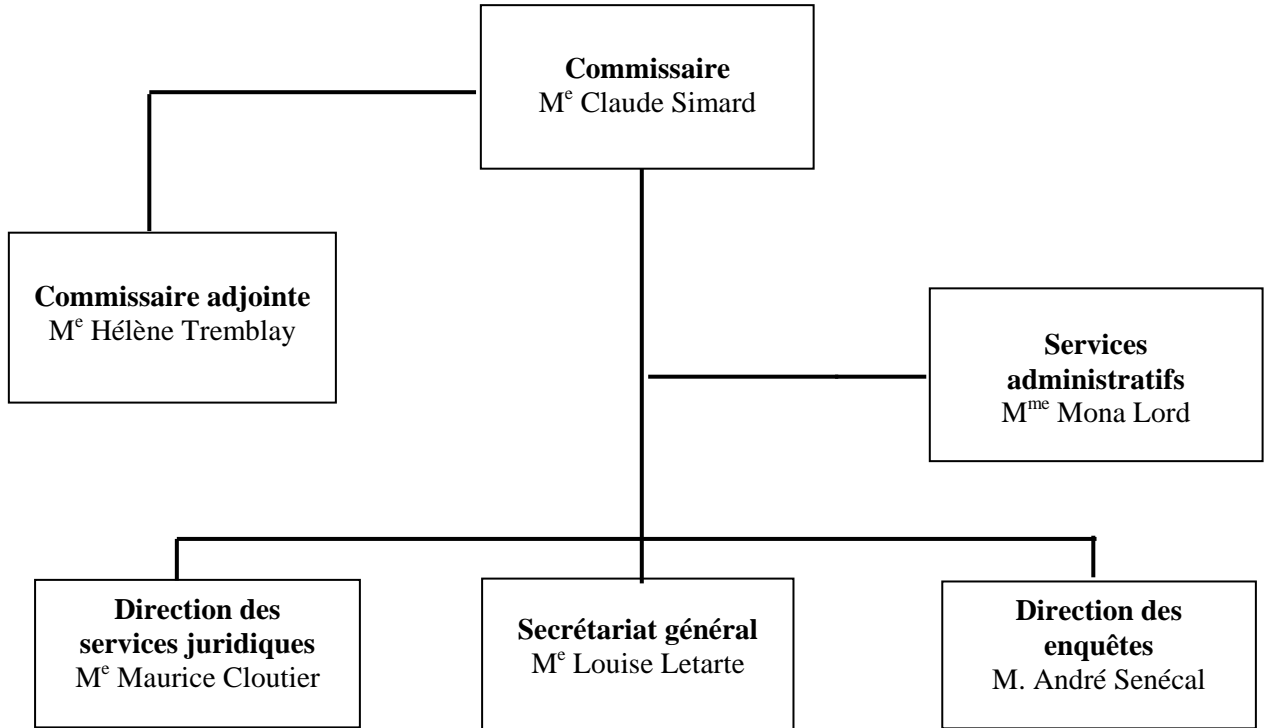 Commissaire
Me Claude Simard
Commissaire adjointe
Me Hélène Tremblay
Services
administratifs
Mme Mona Lord
Direction des
services juridiques
Me Maurice Cloutier
Secrétariat général
Me Louise Letarte
Direction des
enquêtes
M. André Senécal